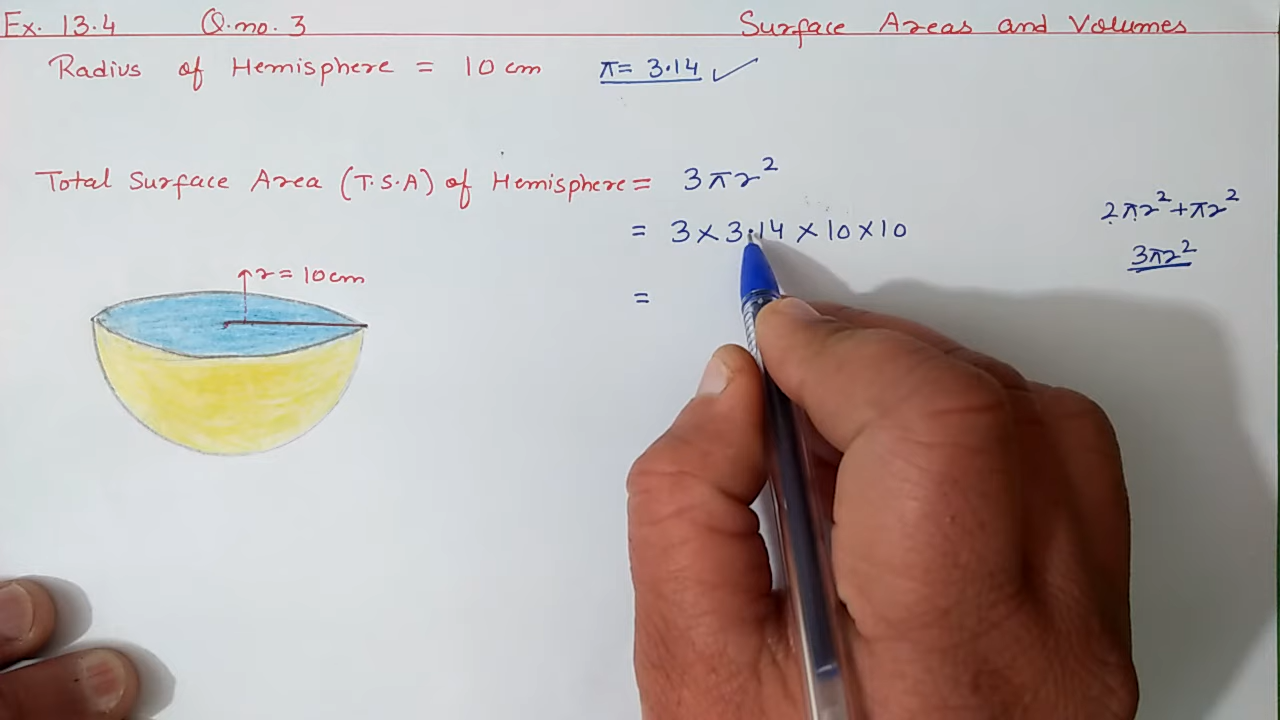 Ex. 13.4 Q.no. 3 Surface Areas and Volumes
Radius of Hemisphere = 10 cm π = 3.14 ✓
Total Surface Area (T.S.A) of Hemisphere = 3πr²
= 3 × 3.14 × 10 × 10
=
2πr² + πr²
3πr²
r = 10cm